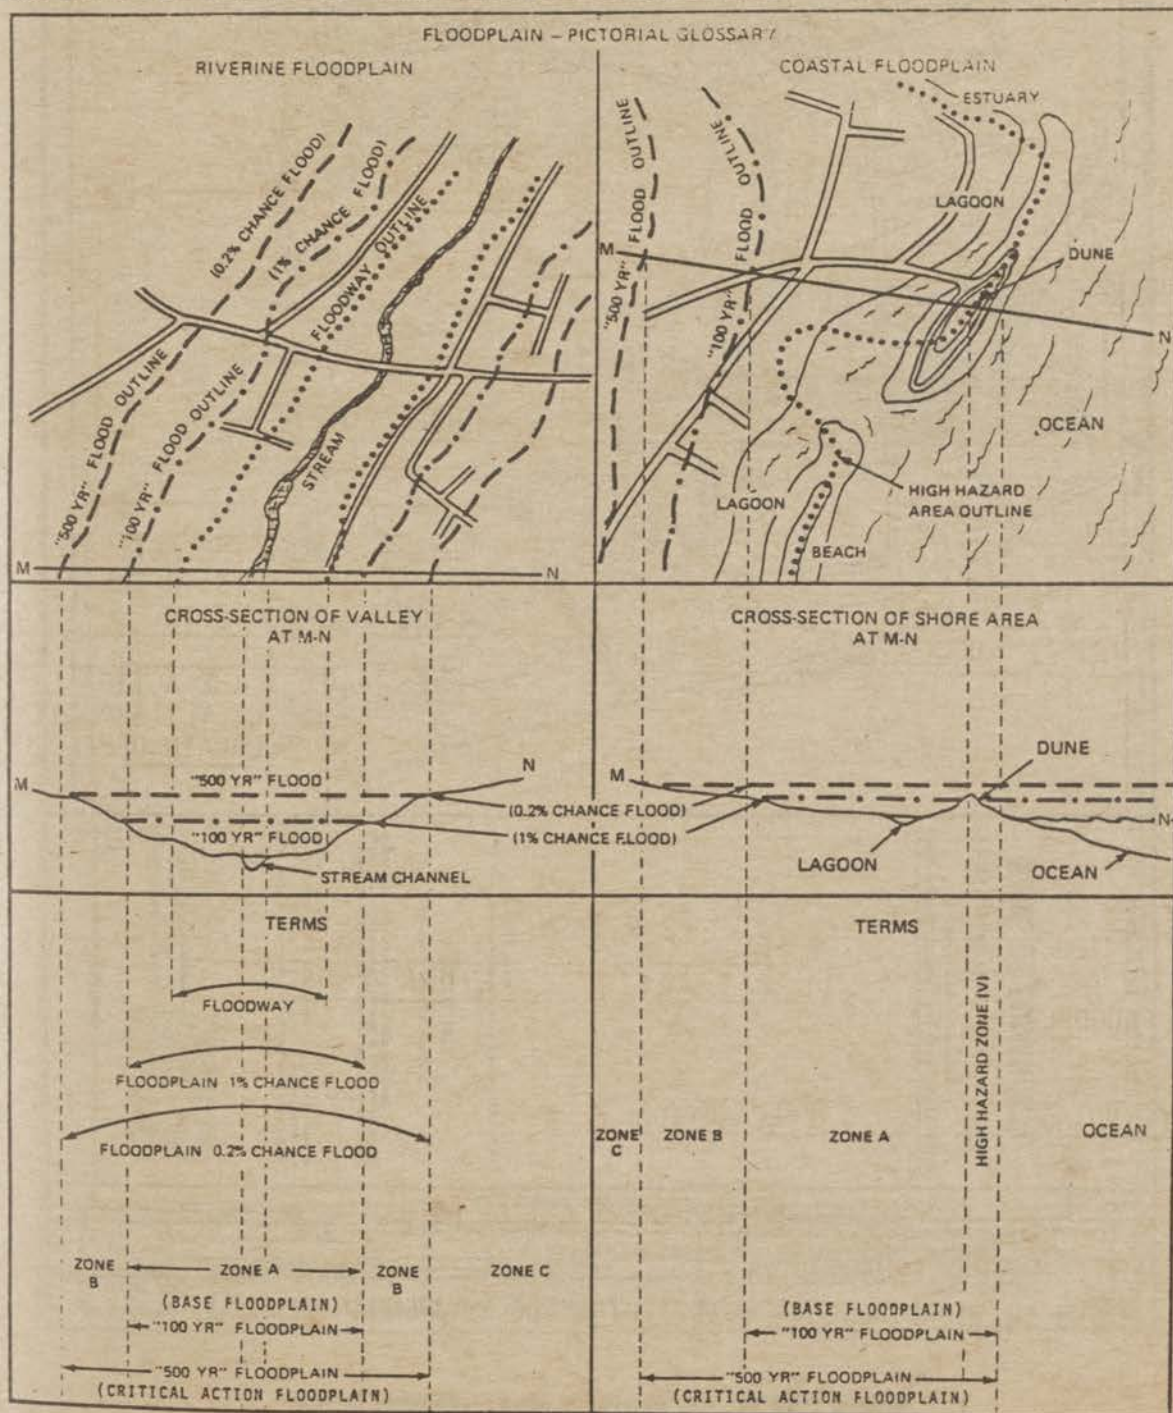 FLOODPLAIN – PICTORIAL GLOSSARY
RIVERINE FLOODPLAIN
(0.2% CHANCE FLOOD)
(1% CHANCE FLOOD)
FLOODWAY OUTLINE
"500 YR" FLOOD OUTLINE
"100 YR" FLOOD OUTLINE
STREAM
M
N
COASTAL FLOODPLAIN
ESTUARY
"500 YR" FLOOD OUTLINE
"100 YR" FLOOD OUTLINE
LAGOON
M
DUNE
N
OCEAN
HIGH HAZARD
AREA OUTLINE
LAGOON
BEACH
CROSS-SECTION OF VALLEY
AT M-N
M
"500 YR" FLOOD
N
"100 YR" FLOOD)
STREAM CHANNEL
(0.2% CHANCE FLOOD)
(1% CHANCE FLOOD)
CROSS-SECTION OF SHORE AREA
AT M-N
M
DUNE
N
LAGOON
OCEAN
TERMS
FLOODWAY
FLOODPLAIN 1% CHANCE FLOOD
FLOODPLAIN 0.2% CHANCE FLOOD
ZONE
B
ZONE A
ZONE
B
ZONE C
(BASE FLOODPLAIN)
"100 YR" FLOODPLAIN
"500 YR" FLOODPLAIN
(CRITICAL ACTION FLOODPLAIN)
TERMS
HIGH HAZARD ZONE (V)
ZONE
C
ZONE B
ZONE A
OCEAN
(BASE FLOODPLAIN)
"100 YR" FLOODPLAIN
"500 YR" FLOODPLAIN
(CRITICAL ACTION FLOODPLAIN)